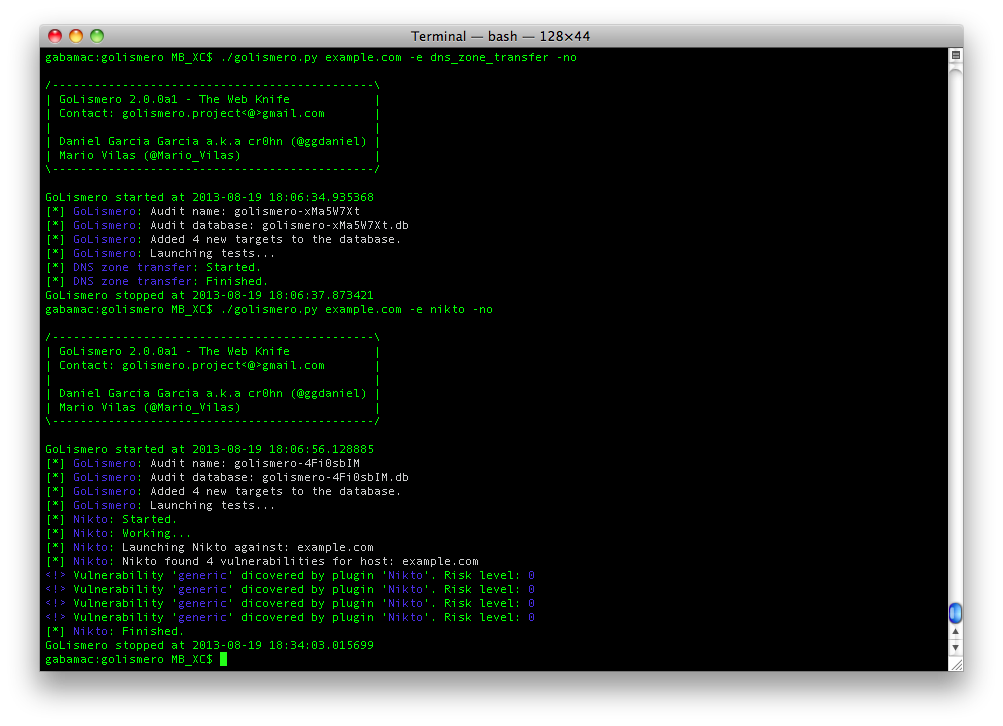 Terminal — bash — 128×44
gabamac:golismero MB_XC$ ./golismero.py example.com -e dns_zone_transfer -no
/----------------------------------------------\
| GoLismero 2.0.0a1 - The Web Knife            |
| Contact: golismero.project<@>gmail.com       |
|                                              |
| Daniel Garcia Garcia a.k.a cr0hn (@ggdaniel) |
| Mario Vilas (@Mario_Vilas)                   |
\----------------------------------------------/
GoLismero started at 2013-08-19 18:06:34.935368
[*] GoLismero: Audit name: golismero-xMa5W7Xt
[*] GoLismero: Audit database: golismero-xMa5W7Xt.db
[*] GoLismero: Added 4 new targets to the database.
[*] GoLismero: Launching tests...
[*] DNS zone transfer: Started.
[*] DNS zone transfer: Finished.
GoLismero stopped at 2013-08-19 18:06:37.873421
gabamac:golismero MB_XC$ ./golismero.py example.com -e nikto -no
/----------------------------------------------\
| GoLismero 2.0.0a1 - The Web Knife            |
| Contact: golismero.project<@>gmail.com       |
|                                              |
| Daniel Garcia Garcia a.k.a cr0hn (@ggdaniel) |
| Mario Vilas (@Mario_Vilas)                   |
\----------------------------------------------/
GoLismero started at 2013-08-19 18:06:56.128885
[*] GoLismero: Audit name: golismero-4Fi0sbIM
[*] GoLismero: Audit database: golismero-4Fi0sbIM.db
[*] GoLismero: Added 4 new targets to the database.
[*] GoLismero: Launching tests...
[*] Nikto: Started.
[*] Nikto: Working...
[*] Nikto: Launching Nikto against: example.com
[*] Nikto: Nikto found 4 vulnerabilities for host: example.com
<!> Vulnerability 'generic' dicovered by plugin 'Nikto'. Risk level: 0
<!> Vulnerability 'generic' dicovered by plugin 'Nikto'. Risk level: 0
<!> Vulnerability 'generic' dicovered by plugin 'Nikto'. Risk level: 0
<!> Vulnerability 'generic' dicovered by plugin 'Nikto'. Risk level: 0
[*] Nikto: Finished.
GoLismero stopped at 2013-08-19 18:34:03.015699
gabamac:golismero MB_XC$